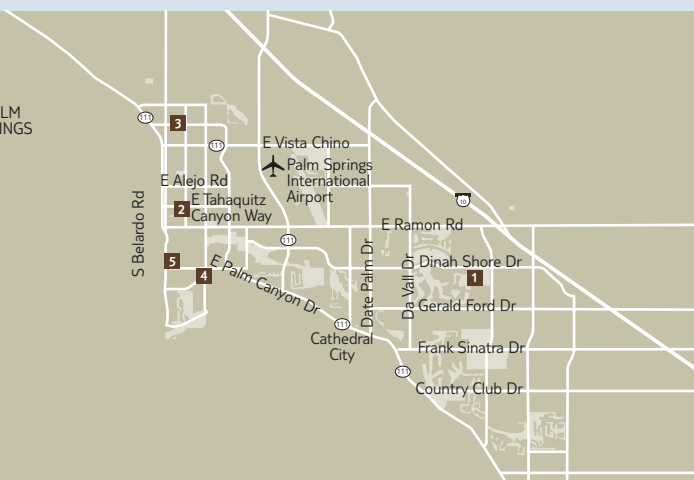 LM
INGS
111
3
111
E Vista Chino
Palm Springs
International
Airport
E Alejo Rd
E Tahaquitz
Canyon Way
2
10
S Belardo Rd
E Ramon Rd
111
5
4
E Palm Canyon Dr
Date Palm Dr
Da Vall Dr
Dinah Shore Dr
1
Gerald Ford Dr
111
Cathedral
City
Frank Sinatra Dr
111
Country Club Dr